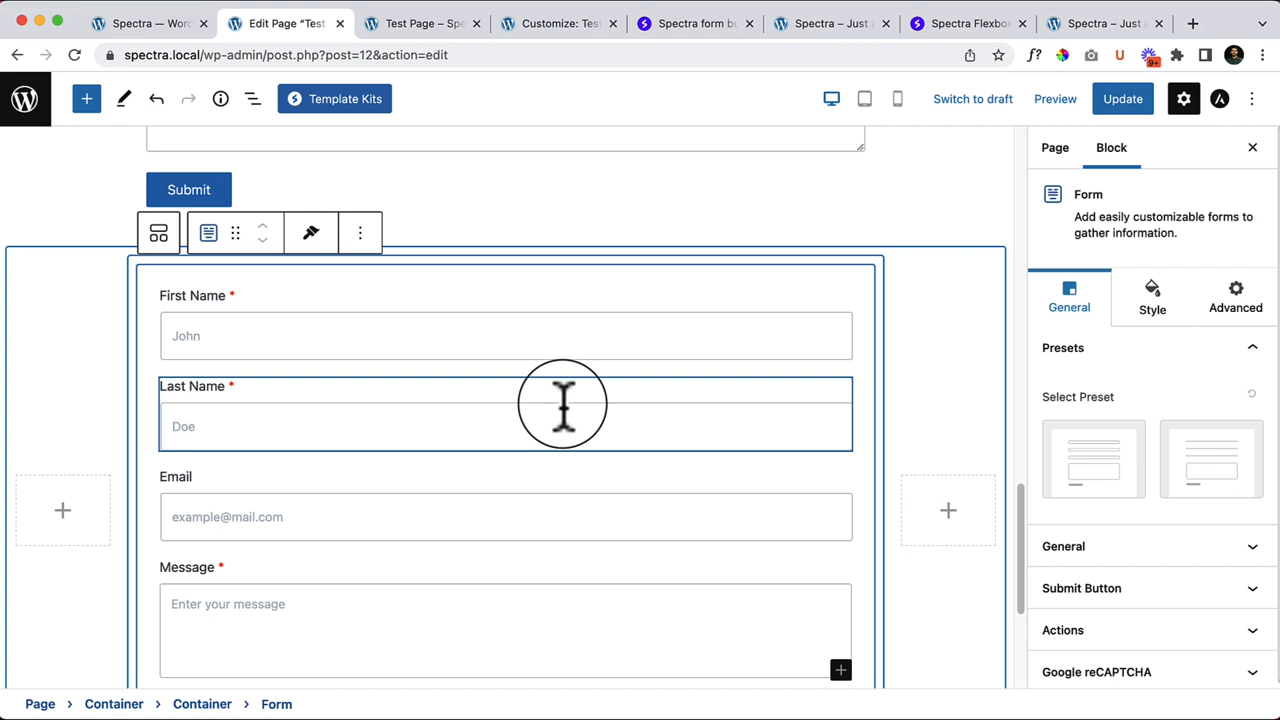 Spectra — Wor
Edit Page “Test
Test Page – Spe
Customize: Tes
Spectra form bu
Spectra – Just a
Spectra Flexbo
Spectra – Just a
spectra.local/wp-admin/post.php?post=12&action=edit
f?
U
9+
Template Kits
Switch to draft
Preview
Update
Page
Block
Submit
Form
Add easily customizable forms to
gather information.
First Name *
John
General
Style
Advanced
Presets
Last Name *
Doe
Select Preset
Email
example@mail.com
General
Message *
Enter your message
Submit Button
Actions
Google reCAPTCHA
Page
Container
Container
Form